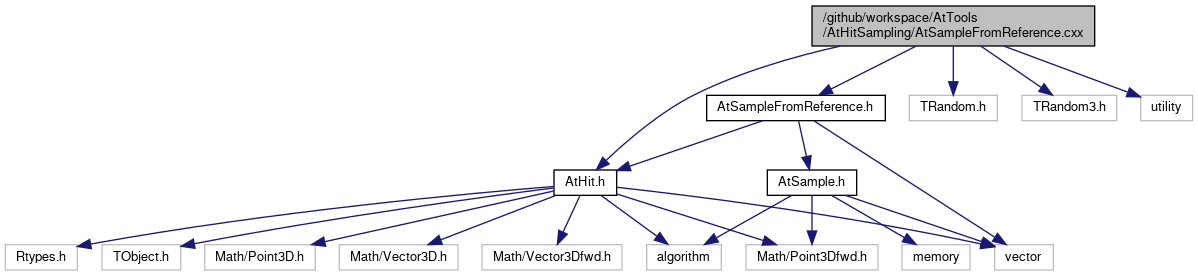 /github/workspace/AtTools
/AtHitSampling/AtSampleFromReference.cxx
AtSampleFromReference.h
TRandom.h
TRandom3.h
utility
AtHit.h
AtSample.h
Rtypes.h
TObject.h
Math/Point3D.h
Math/Vector3D.h
Math/Vector3Dfwd.h
algorithm
Math/Point3Dfwd.h
memory
vector